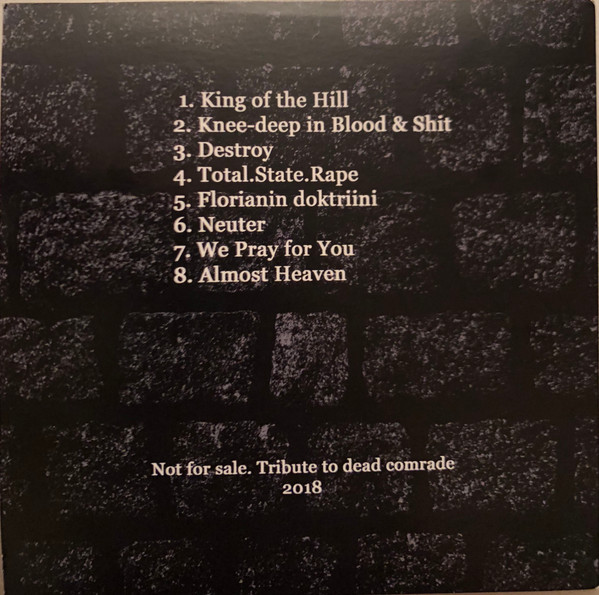 1. King of the Hill
2. Knee-deep in Blood & Shit
3. Destroy
4. Total.State.Rape
5. Florianin doktriini
6. Neuter
7. We Pray for You
8. Almost Heaven
Not for sale. Tribute to dead comrade
2018